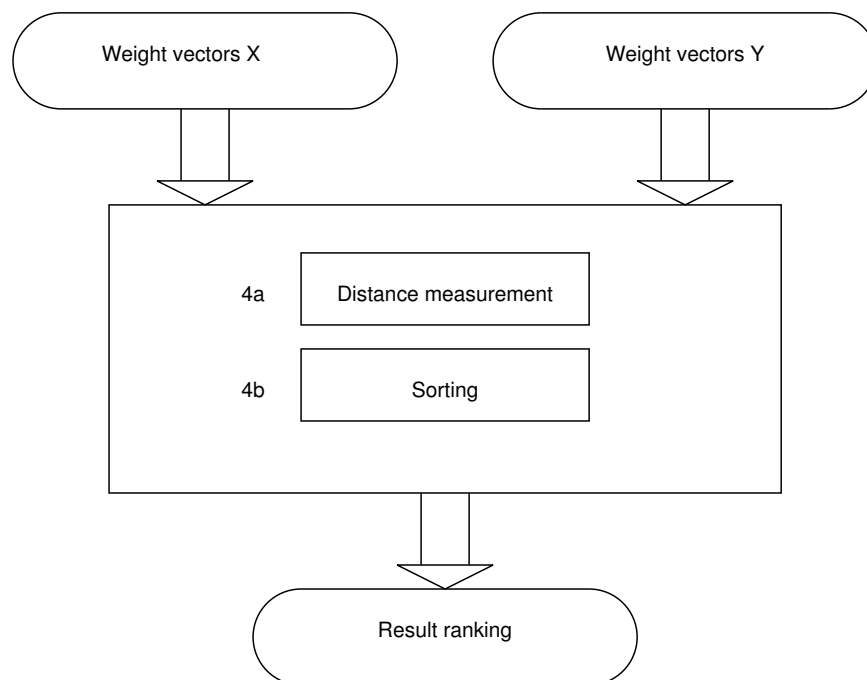 Weight vectors X
Weight vectors Y
4a Distance measurement
4b Sorting
Result ranking